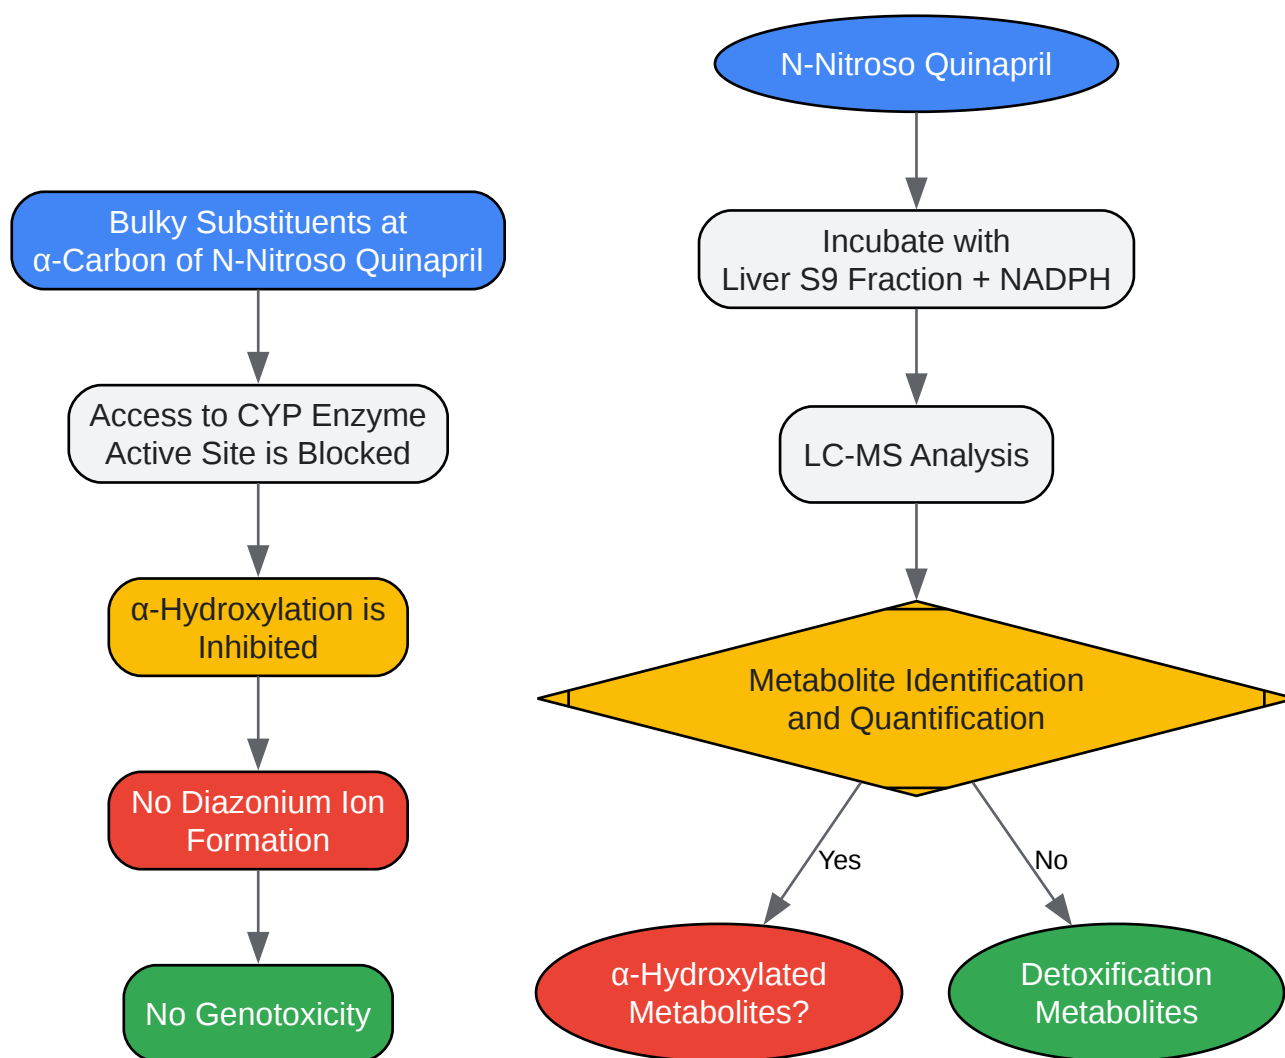 Bulky Substituents at
α-Carbon of N-Nitroso Quinapril
Access to CYP Enzyme
Active Site is Blocked
α-Hydroxylation is
Inhibited
No Diazonium Ion
Formation
No Genotoxicity
N-Nitroso Quinapril
Incubate with
Liver S9 Fraction + NADPH
LC-MS Analysis
Metabolite Identification
and Quantification
Yes
No
α-Hydroxylated
Metabolites?
Detoxification
Metabolites